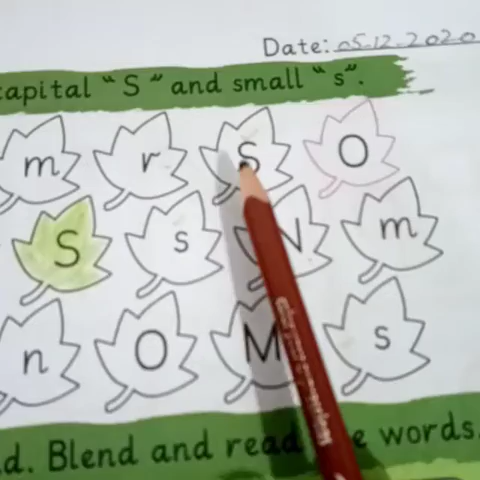 Date: 05.12.2020
capital "S" and small "s".
m r S O
S s N m
n O M s
d. Blend and read words.